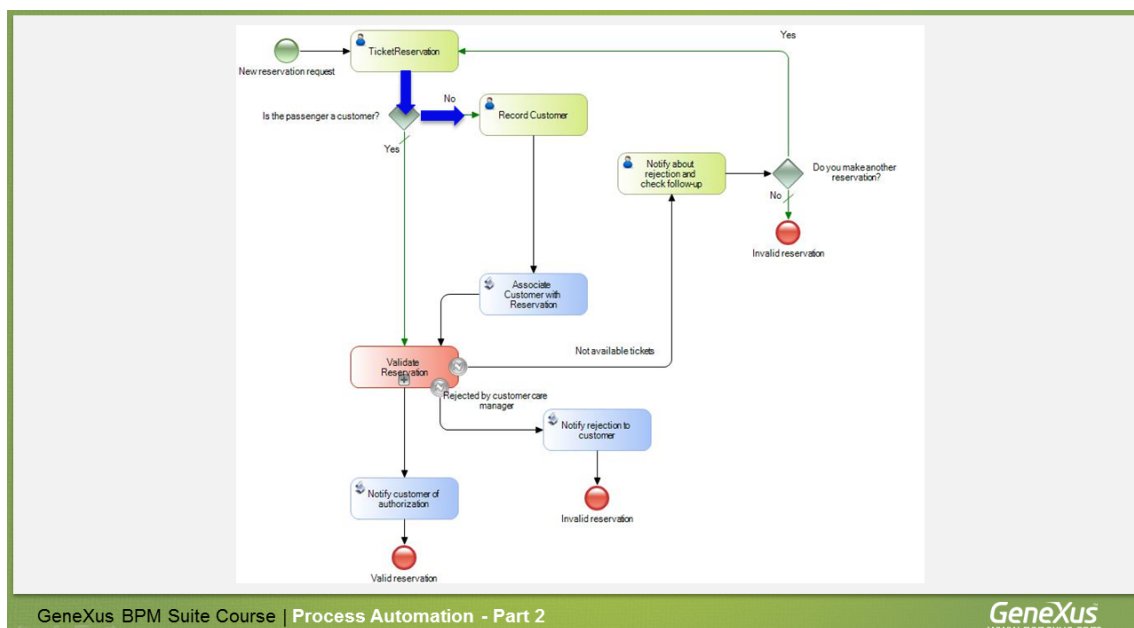 Yes
TicketReservation
New reservation request
Is the passenger a customer?
No
Record Customer
Yes
Notify about
rejection and
check follow-up
Do you make another
reservation?
No
Invalid reservation
Associate
Customer with
Reservation
Not available tickets
Validate
Reservation
Rejected by customer care
manager
Notify rejection to
customer
Notify customer of
authorization
Invalid reservation
Valid reservation
GeneXus BPM Suite Course | Process Automation - Part 2
GeneXus